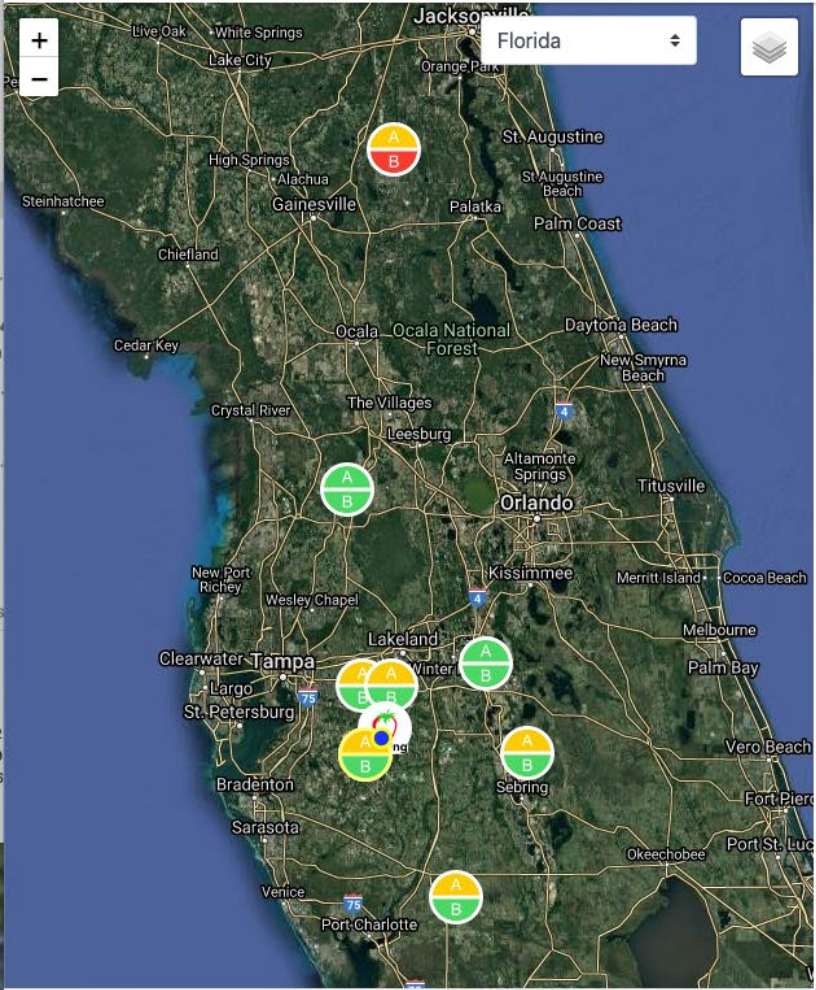 Jacksonville
Live Oak
White Springs
+
Florida
Lake City
Orange Park
−
A
B
St. Augustine
High Springs
Alachua
St Augustine
Beach
Steinhatchee
Gainesville
Palatka
Palm Coast
Chiefland
Ocala
Ocala National
Forest
Daytona Beach
Cedar Key
New Smyrna
Beach
Crystal River
The Villages
4
Leesburg
Altamonte
Springs
A
B
Titusville
Orlando
New Port
Richey
Kissimmee
Merritt Island
Cocoa Beach
Wesley Chapel
4
Melbourne
Lakeland
A
B
Clearwater
Tampa
Winter
Palm Bay
A
B
A
B
Largo
75
St. Petersburg
A
B
ng
A
B
Vero Beach
Bradenton
Sebring
Fort Pierc
Sarasota
Port St. Luc
Okeechobee
A
B
Venice
75
Port Charlotte